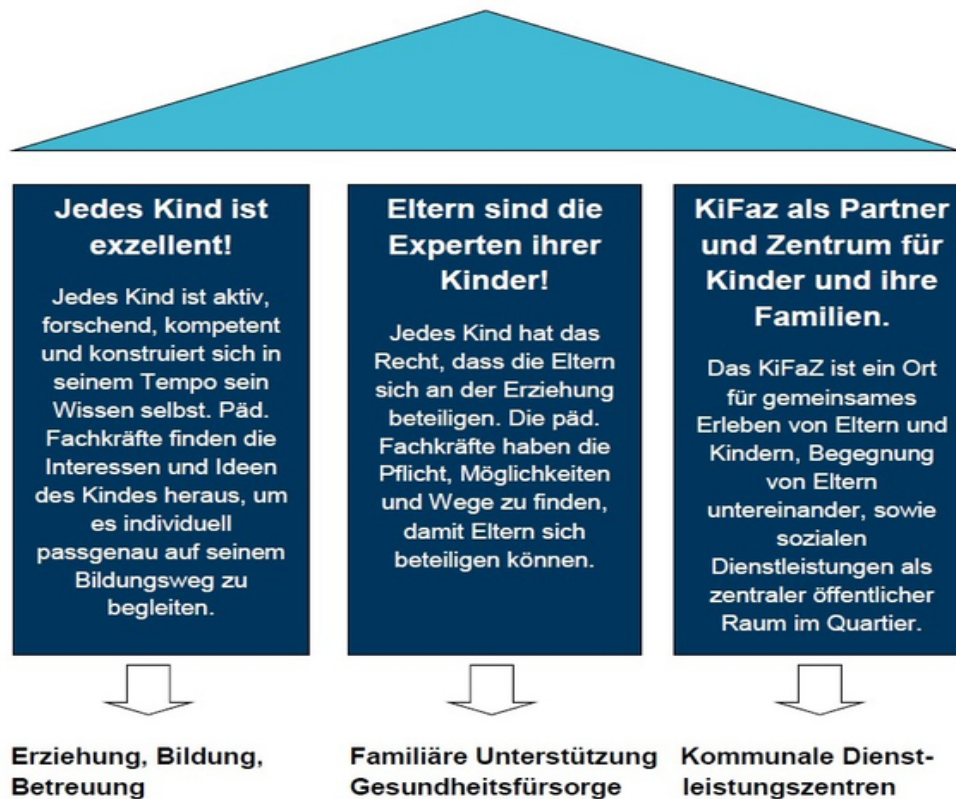 Jedes Kind ist
exzellent!
Jedes Kind ist aktiv,
forschend, kompetent
und konstruiert sich in
seinem Tempo sein
Wissen selbst. Päd.
Fachkräfte finden die
Interessen und Ideen
des Kindes heraus, um
es individuell
passgenau auf seinem
Bildungsweg zu
begleiten.
Eltern sind die
Experten ihrer
Kinder!
Jedes Kind hat das
Recht, dass die Eltern
sich an der Erziehung
beteiligen. Die päd.
Fachkräfte haben die
Pflicht, Möglichkeiten
und Wege zu finden,
damit Eltern sich
beteiligen können.
KiFaz als Partner
und Zentrum für
Kinder und ihre
Familien.
Das KiFaZ ist ein Ort
für gemeinsames
Erleben von Eltern und
Kindern, Begegnung
von Eltern
untereinander, sowie
sozialen
Dienstleistungen als
zentraler öffentlicher
Raum im Quartier.
Erziehung, Bildung,
Betreuung
Familiäre Unterstützung
Gesundheitsfürsorge
Kommunale Dienst-
leistungszentren